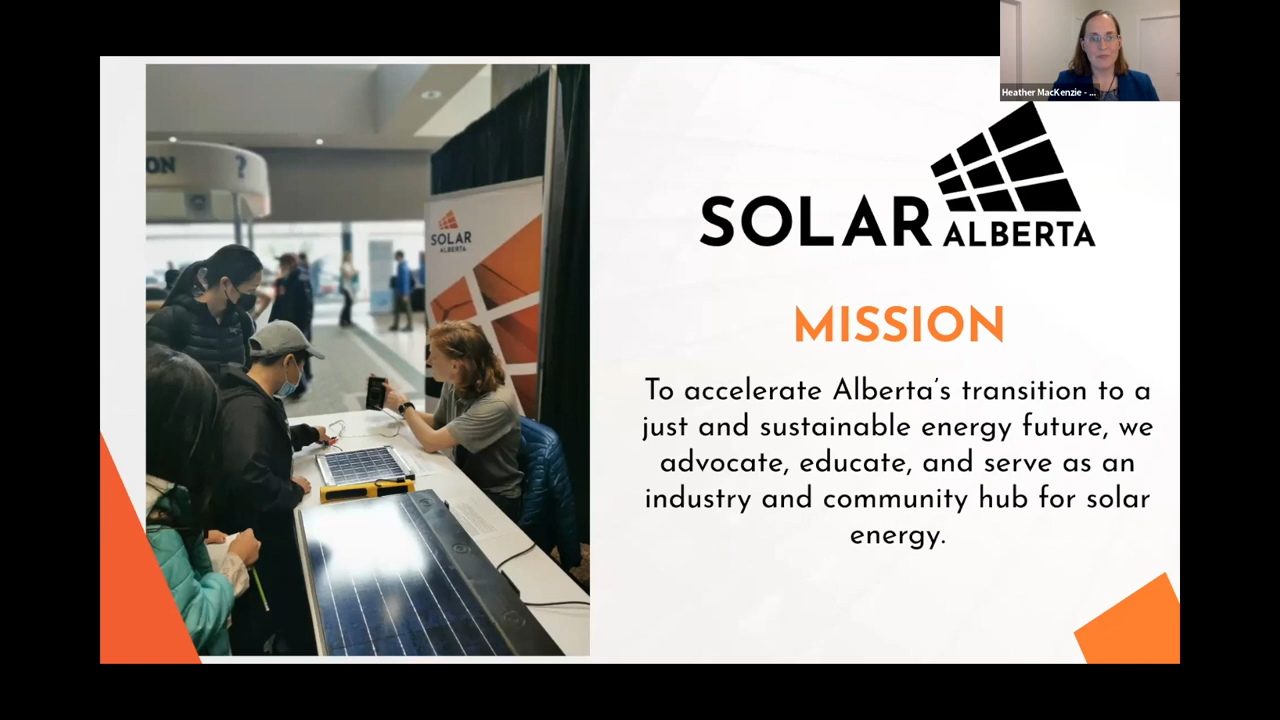 Heather MacKenzie - ...
SOLAR ALBERTA
MISSION
To accelerate Alberta's transition to a
just and sustainable energy future, we
advocate, educate, and serve as an
industry and community hub for solar
energy.
ON ?
SOLAR
ALBERTA